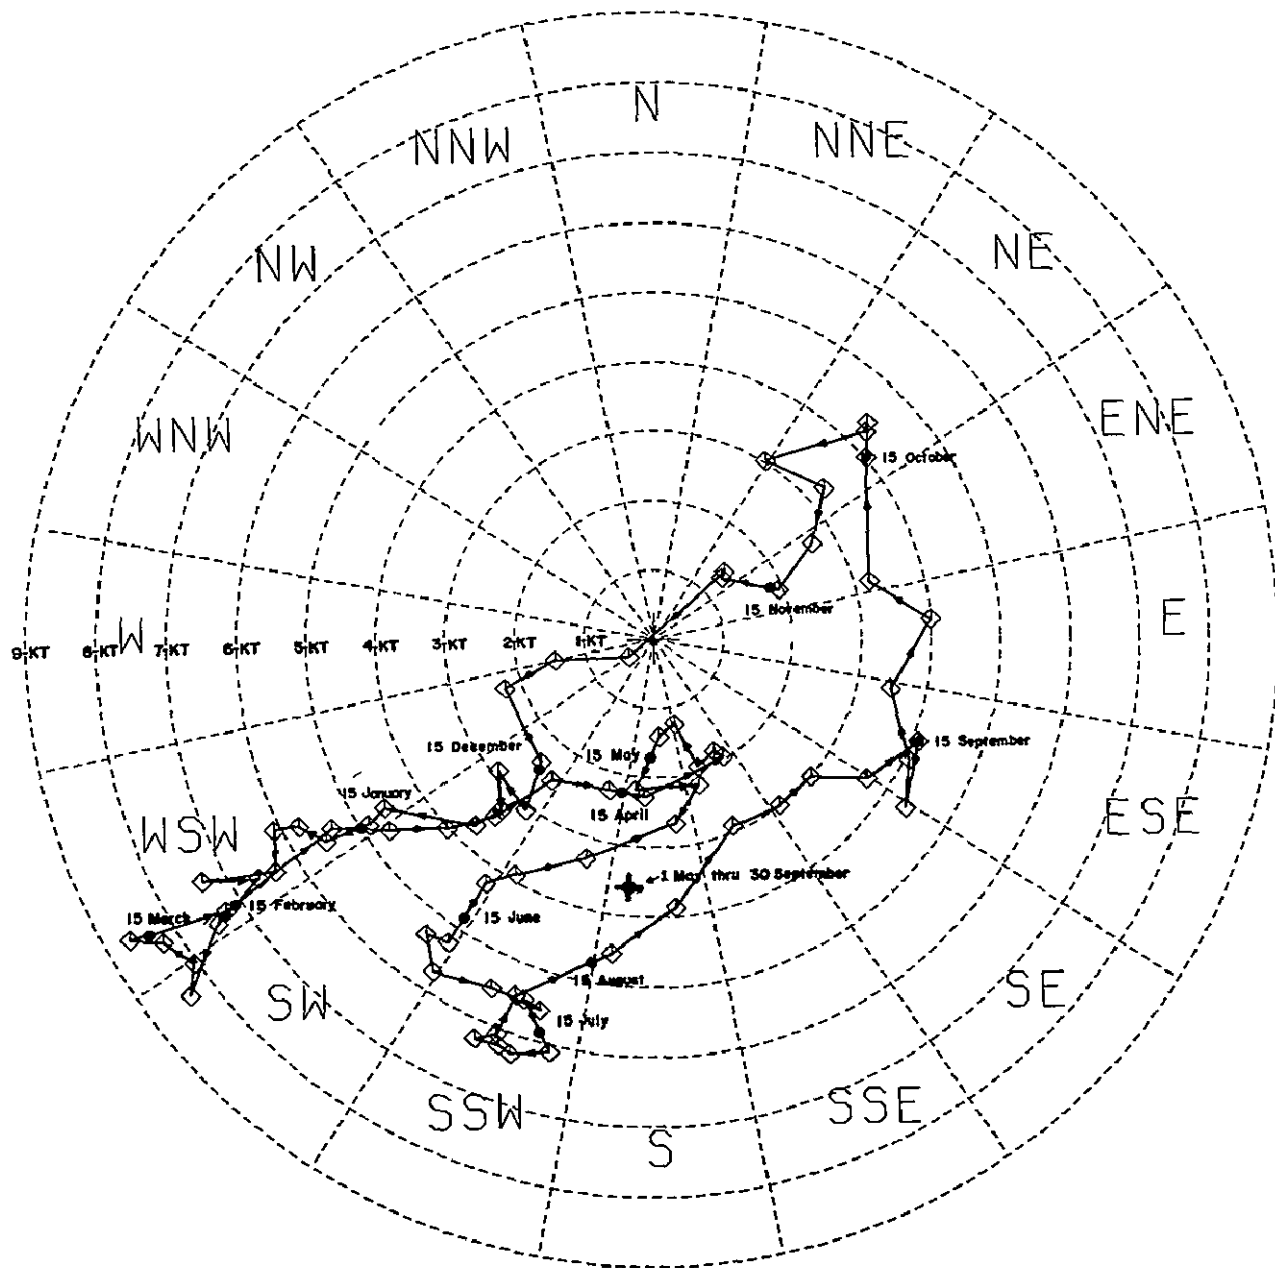 N
NNW
NNE
NW
NE
WNW
ENE
15 October
15 November
E
9-KT 8-KT W 7-KT 6-KT 5-KT 4-KT 3-KT 2-KT 1-KT
15 December
15 May
15 September
15 January
15 April
WSW
ESE
1 May thru 30 September
15 March
15 February
15 June
15 August
SW
SE
15 July
SSW
SSE
S